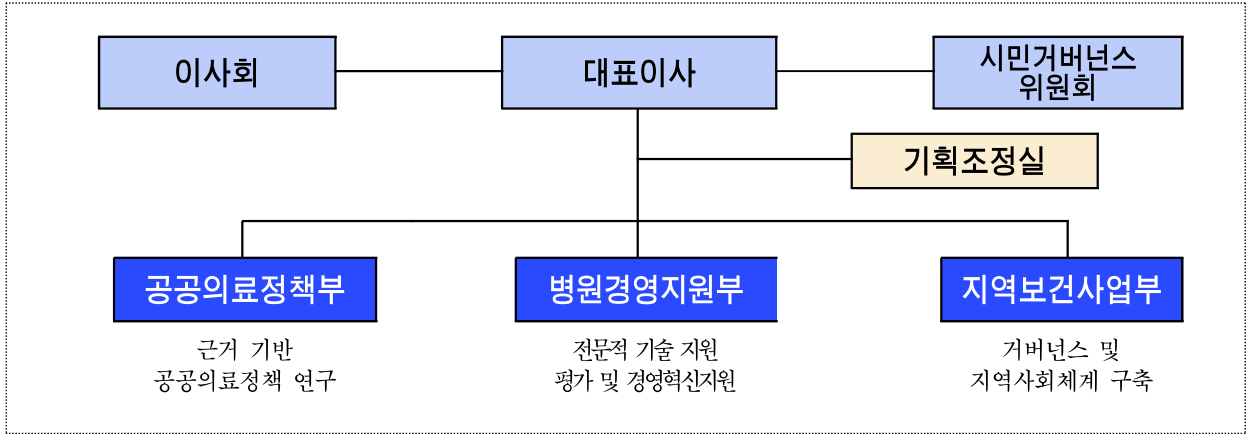 이사회
대표이사
시민거버넌스
위원회
기획조정실
공공의료정책부
병원경영지원부
지역보건사업부
근거 기반
공공의료정책 연구
전문적 기술 지원
평가 및 경영혁신지원
거버넌스 및
지역사회체계 구축